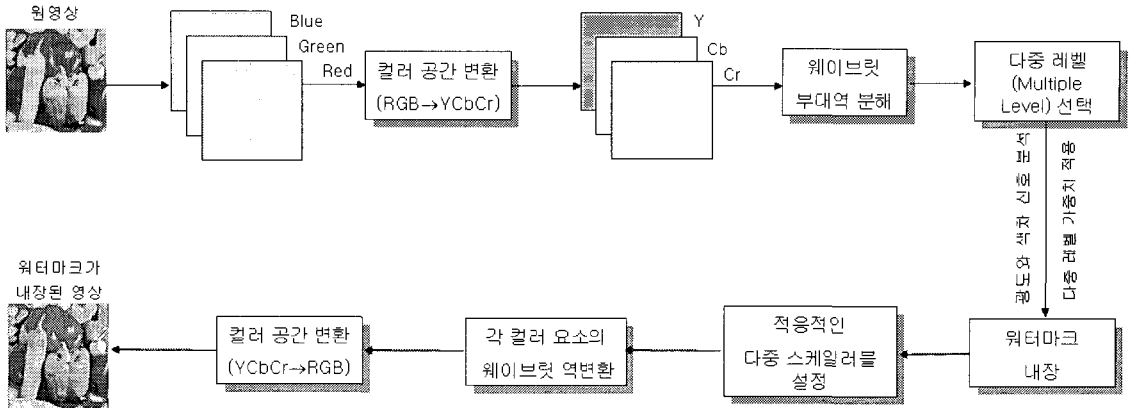 원영상
Blue
Green
Red
컬러 공간 변환
(RGB→YCbCr)
Y
Cb
Cr
웨이브릿
부대역 분해
다중 레벨
(Multiple
Level) 선택
광도와 색차 신호 분석
다중 레벨 가중치 적용
워터마크
내장
적응적인
다중 스케일러블
설정
각 컬러 요소의
웨이브릿 역변환
컬러 공간 변환
(YCbCr→RGB)
워터마크가
내장된 영상